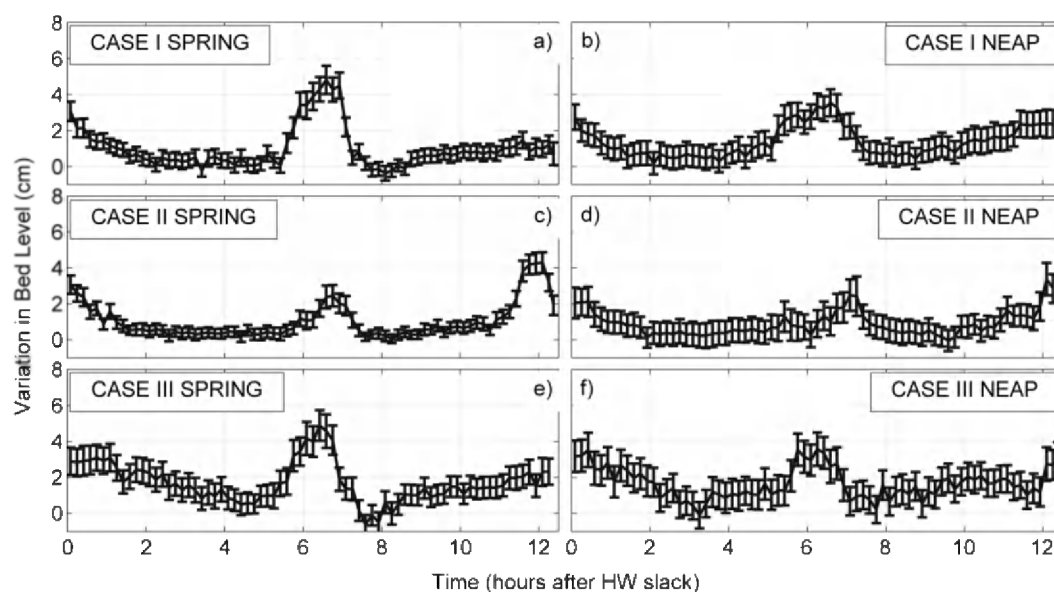 8
6
4
2
0
CASE I SPRING
a)
b)
CASE I NEAP
8
6
4
2
0
CASE II SPRING
c)
d)
CASE II NEAP
8
6
4
2
0
CASE III SPRING
e)
f)
CASE III NEAP
Variation in Bed Level (cm)
0 2 4 6 8 10 12
0 2 4 6 8 10 12
Time (hours after HW slack)